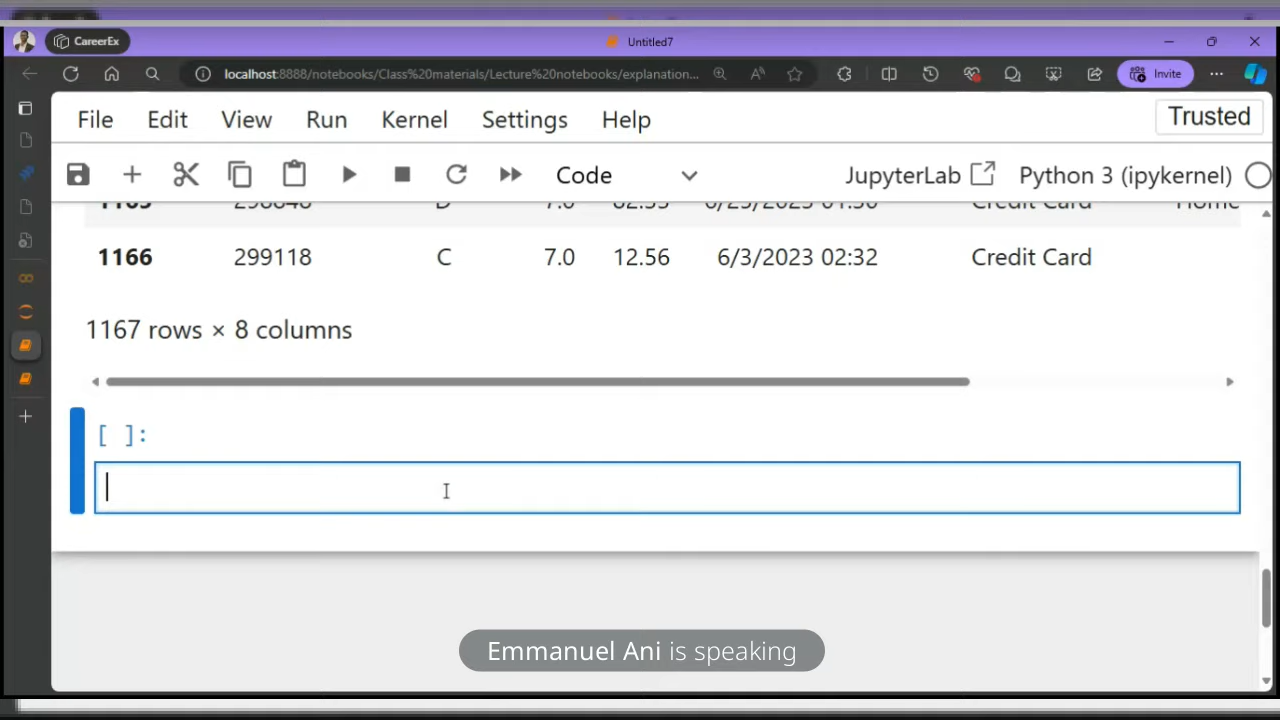 CareerEx
Untitled7
localhost:8888/notebooks/Class%20materials/Lecture%20notebooks/explanation...
Invite
File Edit View Run Kernel Settings Help
Trusted
Code
JupyterLab
Python 3 (ipykernel)
Credit Card
1166 299118 C 7.0 12.56 6/3/2023 02:32 Credit Card
1167 rows × 8 columns
[ ]:
Emmanuel Ani is speaking